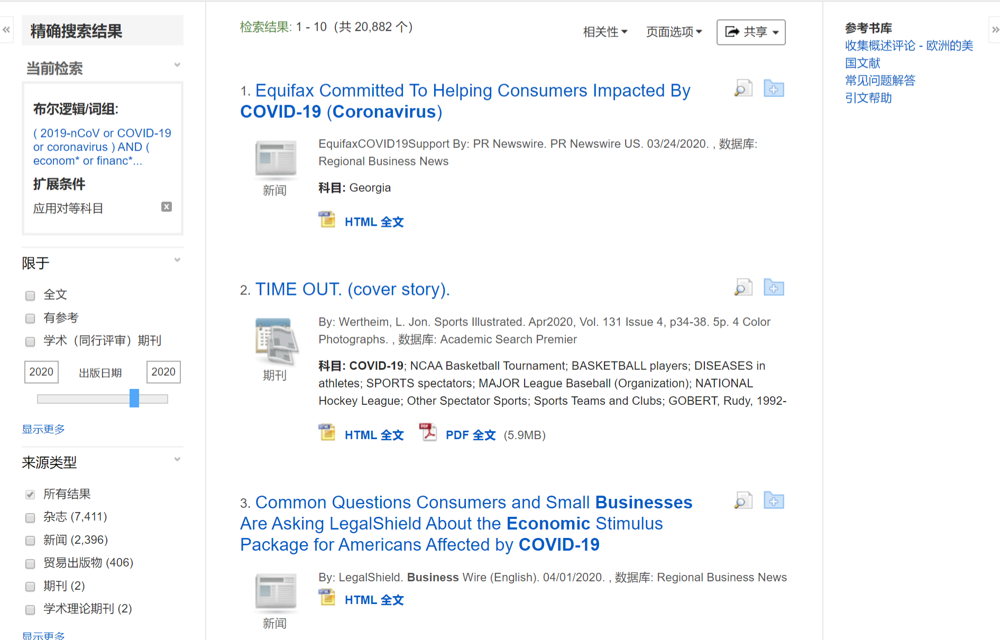 精确搜索结果
当前检索
布尔逻辑/词组:
( 2019-nCoV or COVID-19
or coronavirus ) AND (
econom* or financ*...
扩展条件
应用对等科目
限于
全文
有参考
学术（同行评审）期刊
2020 出版日期 2020
显示更多
来源类型
所有结果
杂志 (7,411)
新闻 (2,396)
贸易出版物 (406)
期刊 (2)
学术理论期刊 (2)
显示更多
检索结果: 1 - 10 (共 20,882 个)
相关性 页面选项 共享
1. Equifax Committed To Helping Consumers Impacted By
COVID-19 (Coronavirus)
新闻
EquifaxCOVID19Support By: PR Newswire. PR Newswire US. 03/24/2020. , 数据库:
Regional Business News
科目: Georgia
HTML 全文
2. TIME OUT. (cover story).
期刊
By: Wertheim, L. Jon. Sports Illustrated. Apr2020, Vol. 131 Issue 4, p34-38. 5p. 4 Color
Photographs. , 数据库: Academic Search Premier
科目: COVID-19; NCAA Basketball Tournament; BASKETBALL players; DISEASES in
athletes; SPORTS spectators; MAJOR League Baseball (Organization); NATIONAL
Hockey League; Other Spectator Sports; Sports Teams and Clubs; GOBERT, Rudy, 1992-
HTML 全文 PDF 全文 (5.9MB)
3. Common Questions Consumers and Small Businesses
Are Asking LegalShield About the Economic Stimulus
Package for Americans Affected by COVID-19
新闻
By: LegalShield. Business Wire (English). 04/01/2020. , 数据库: Regional Business News
HTML 全文
参考书库
收集概述评论 - 欧洲的美
国文献
常见问题解答
引文帮助